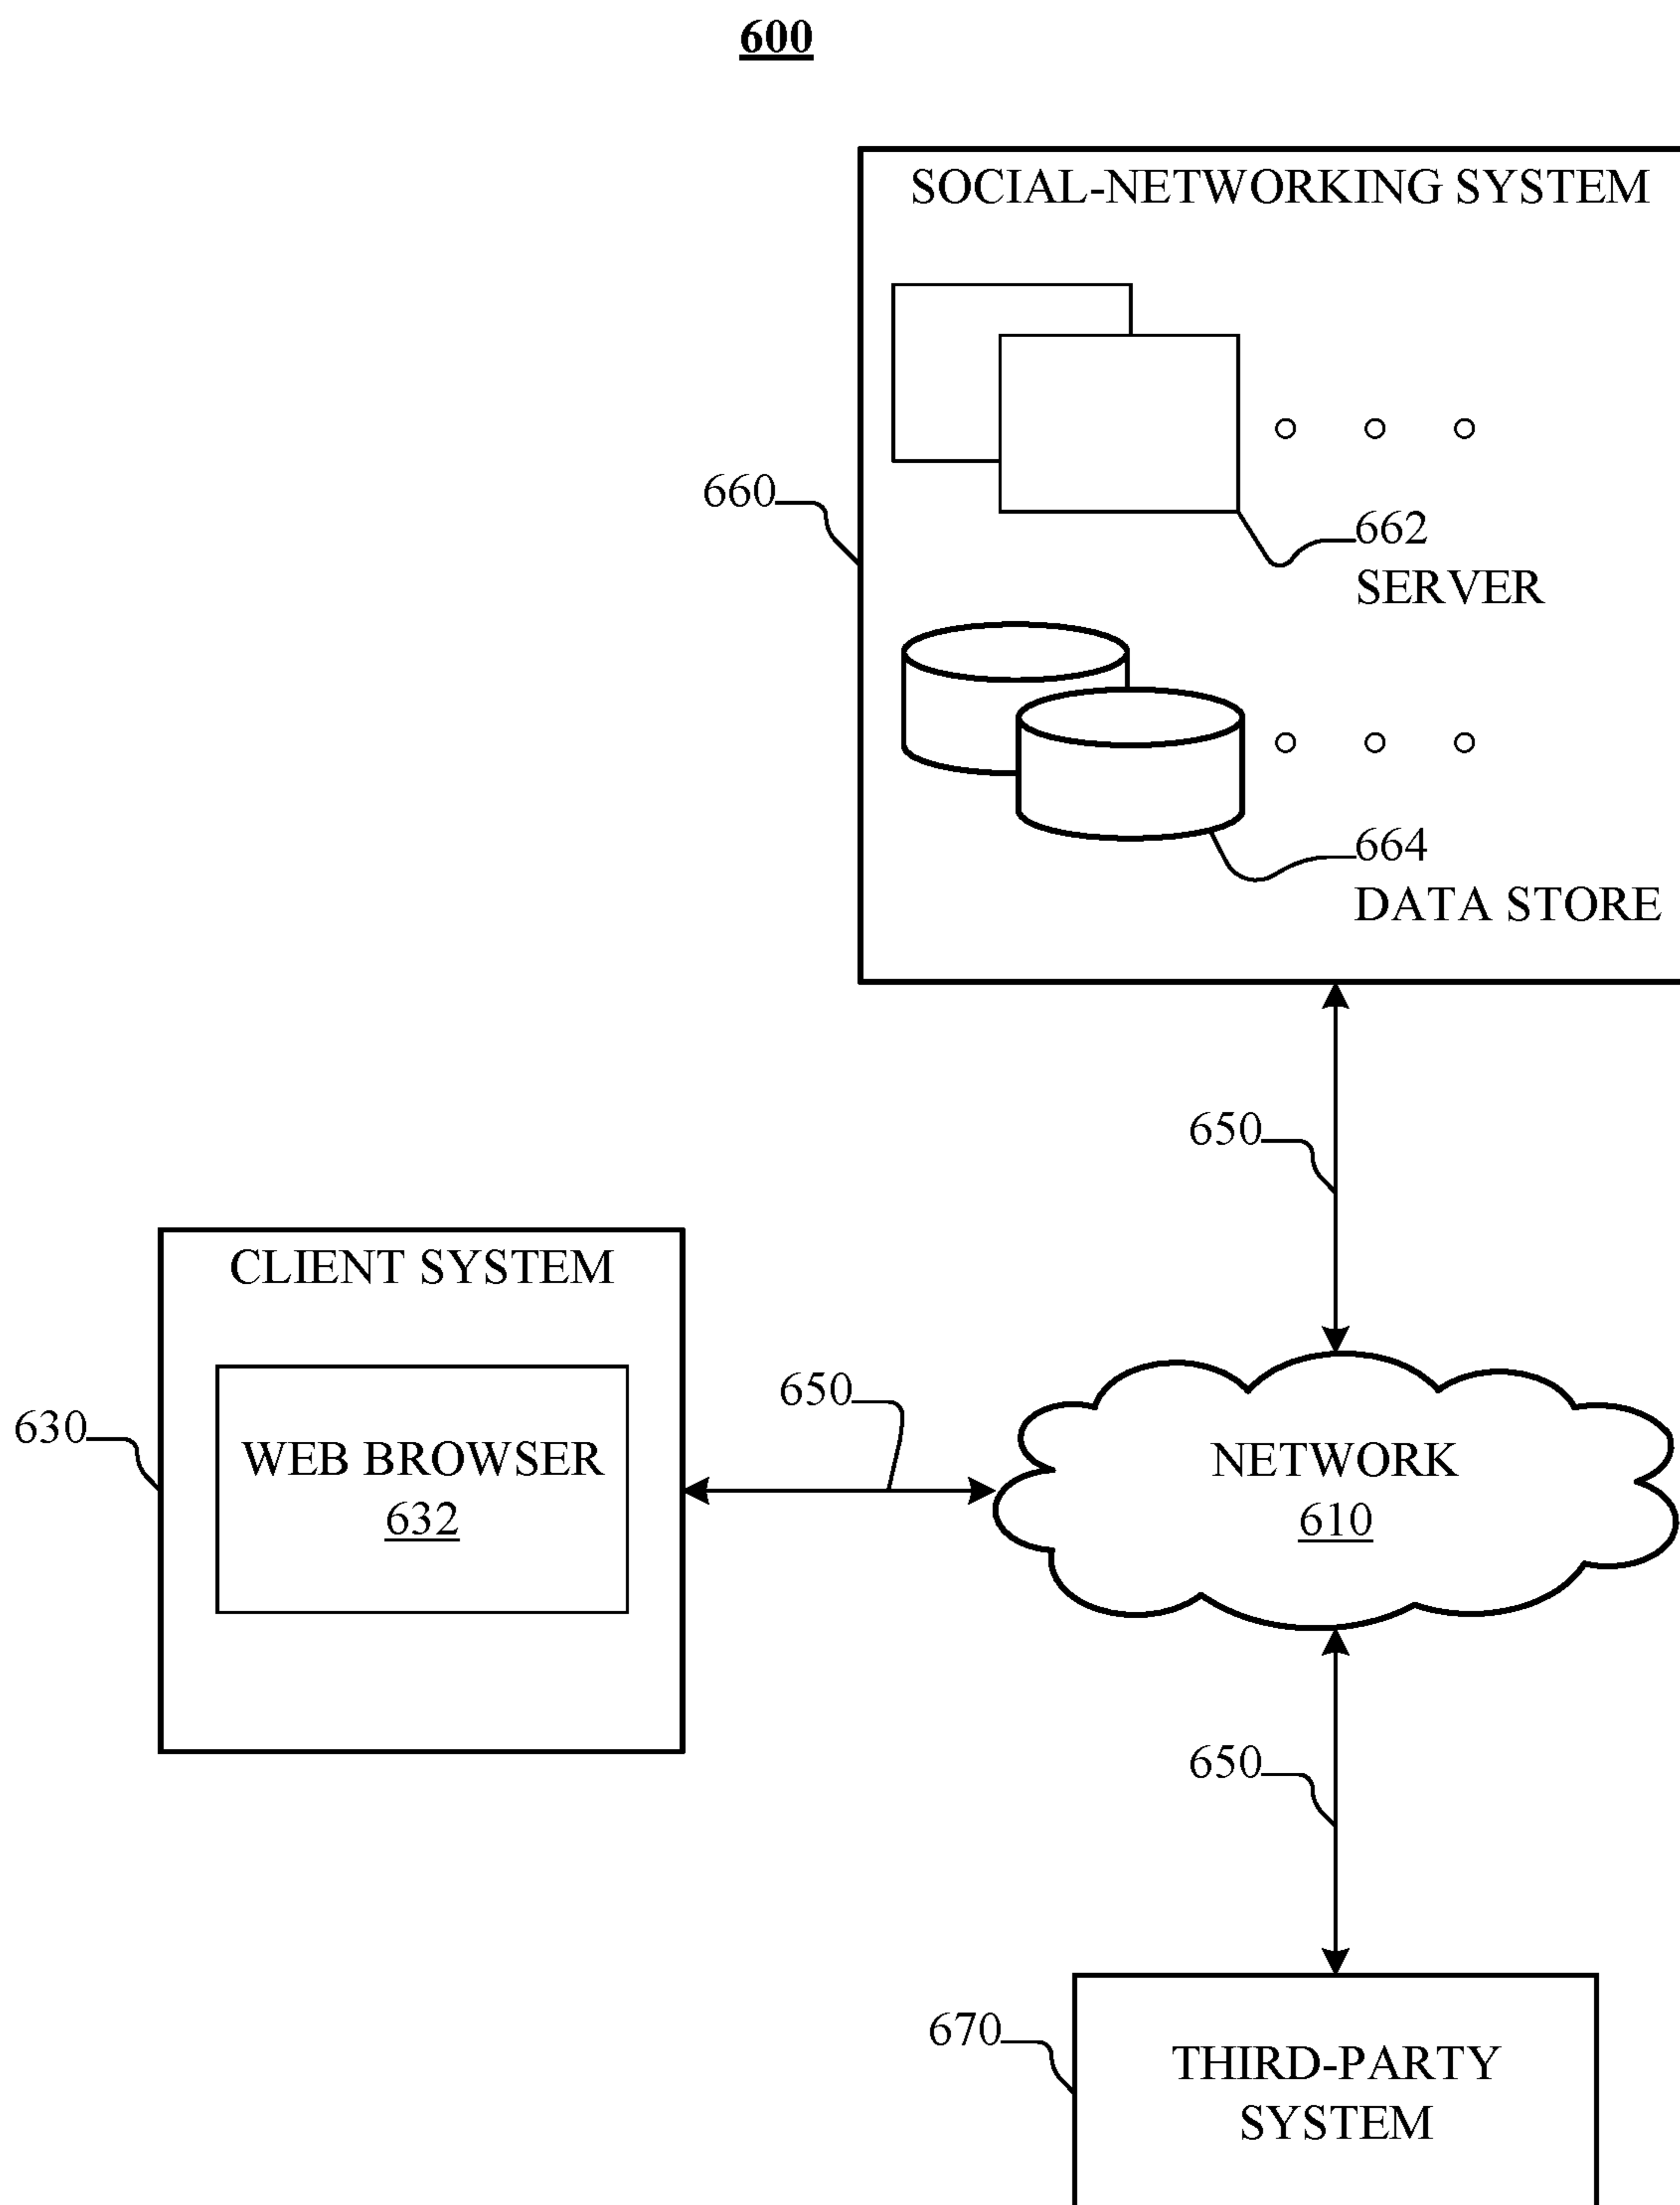 600
SOCIAL-NETWORKING SYSTEM
660
662
SERVER
664
DATA STORE
650
CLIENT SYSTEM
630
WEB BROWSER
632
650
NETWORK
610
650
670
THIRD-PARTY
SYSTEM